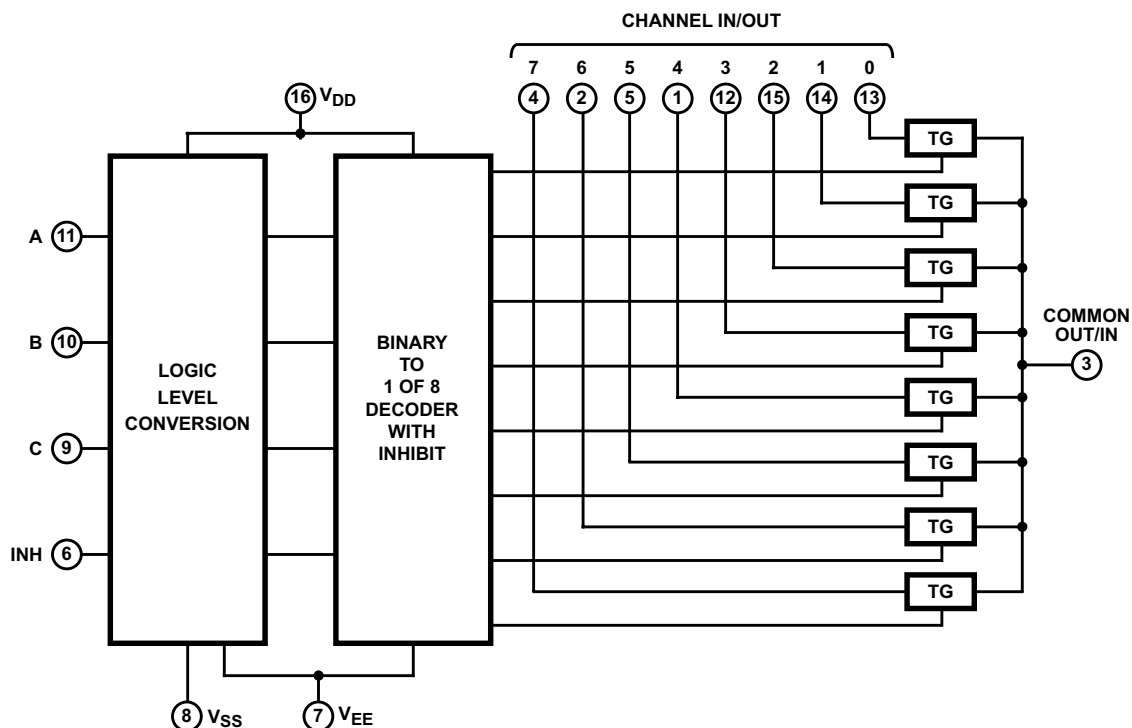 CHANNEL IN/OUT
7 6 5 4 3 2 1 0
16 VDD 4 2 5 1 12 15 14 13
TG
TG
A 11
TG
B 10
TG
COMMON
OUT/IN
3
LOGIC
LEVEL
CONVERSION
BINARY
TO
1 OF 8
DECODER
WITH
INHIBIT
TG
C 9
TG
TG
INH 6
TG
8 VSS
7 VEE